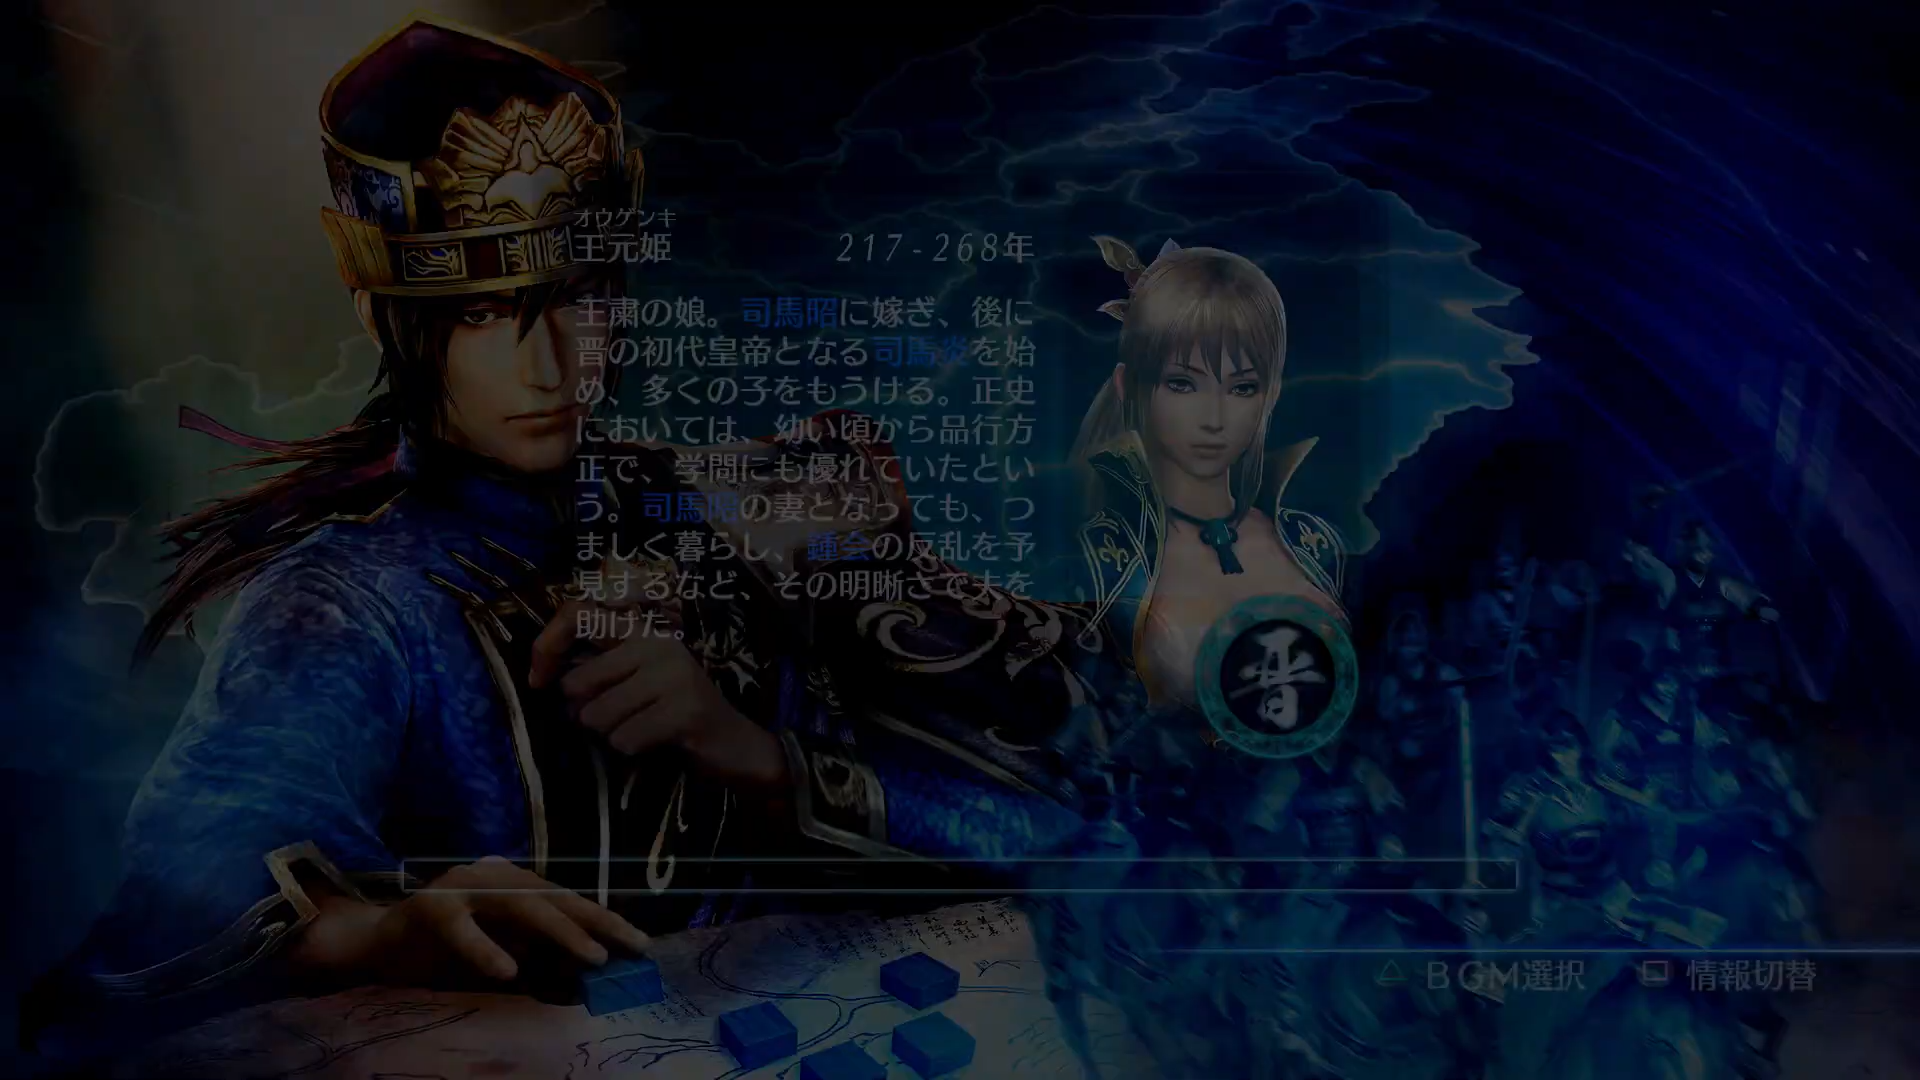 オウゲンキ
王元姫 217-268年
王粛の娘。司馬昭に嫁ぎ、後に
晋の初代皇帝となる司馬炎を始
め、多くの子をもうける。正史
においては、幼い頃から品行方
正で、学問にも優れていたとい
う。司馬昭の妻となっても、つ
ましく暮らし、鍾会の反乱を予
見するなど、その明晰さで夫を
助けた。
晋
△ BGM選択 □ 情報切替